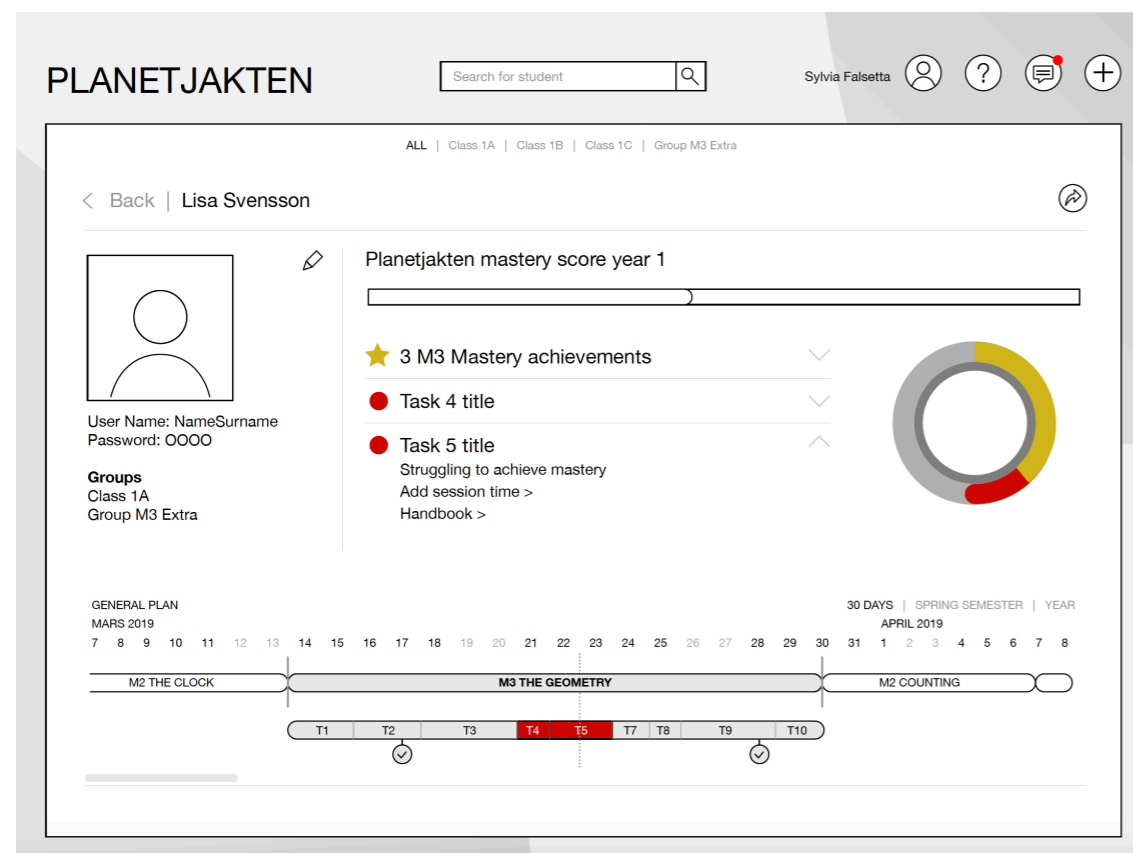 PLANETJAKTEN
Search for student
Sylvia Falsetta
?
ALL | Class 1A | Class 1B | Class 1C | Group M3 Extra
< Back | Lisa Svensson
Planetjakten mastery score year 1
3 M3 Mastery achievements
Task 4 title
Task 5 title
Struggling to achieve mastery
Add session time >
Handbook >
User Name: NameSurname
Password: OOOO
Groups
Class 1A
Group M3 Extra
GENERAL PLAN
30 DAYS | SPRING SEMESTER | YEAR
MARS 2019
APRIL 2019
7 8 9 10 11 12 13 14 15 16 17 18 19 20 21 22 23 24 25 26 27 28 29 30 31 1 2 3 4 5 6 7 8
M2 THE CLOCK
M3 THE GEOMETRY
M2 COUNTING
T1 T2 T3 T4 T5 T7 T8 T9 T10